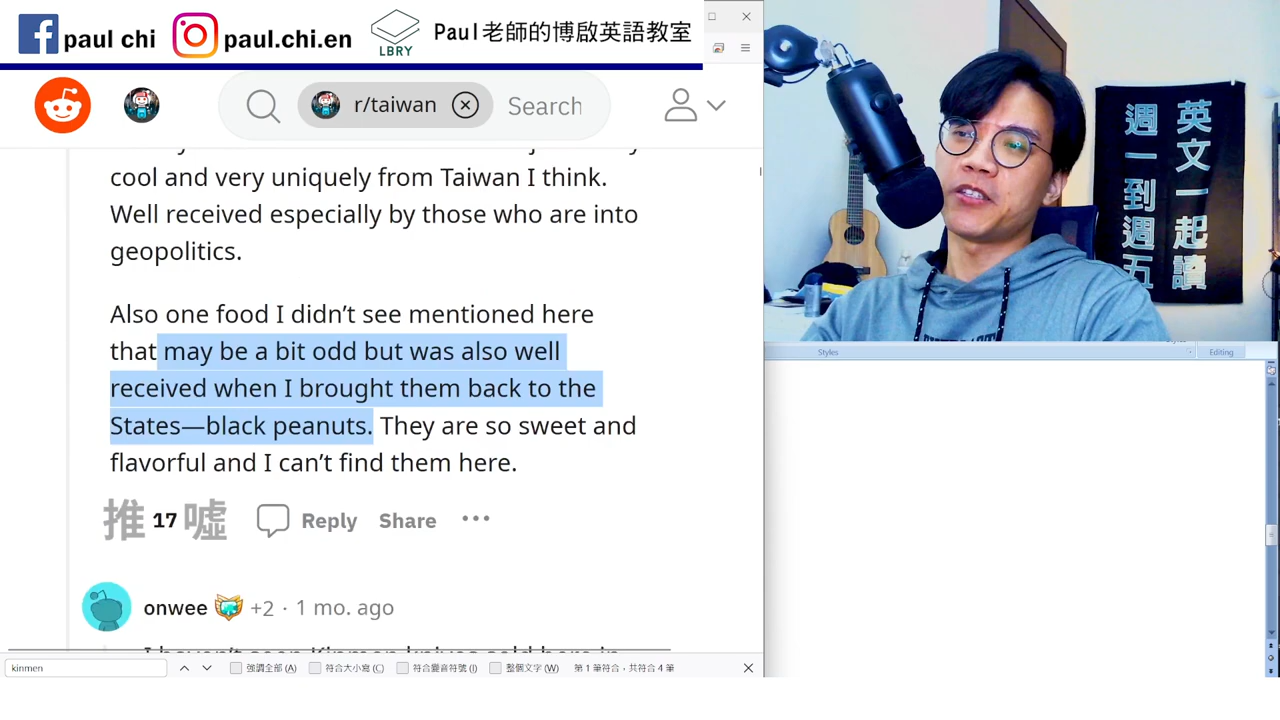 paul chi
paul.chi.en
LBRY
Paul老師的博啟英語教室
r/taiwan
Search
cool and very uniquely from Taiwan I think.
Well received especially by those who are into
geopolitics.
Also one food I didn't see mentioned here
that may be a bit odd but was also well
received when I brought them back to the
States—black peanuts. They are so sweet and
flavorful and I can't find them here.
推 17 噓
Reply Share
onwee +2 · 1 mo. ago
kinmen
強調全部 (A)
符合大小寫 (C)
符合變音符號 (I)
整個文字 (W)
第 1 筆符合，共符合 4 筆
英文一起讀
週一到週五
Styles
Editing